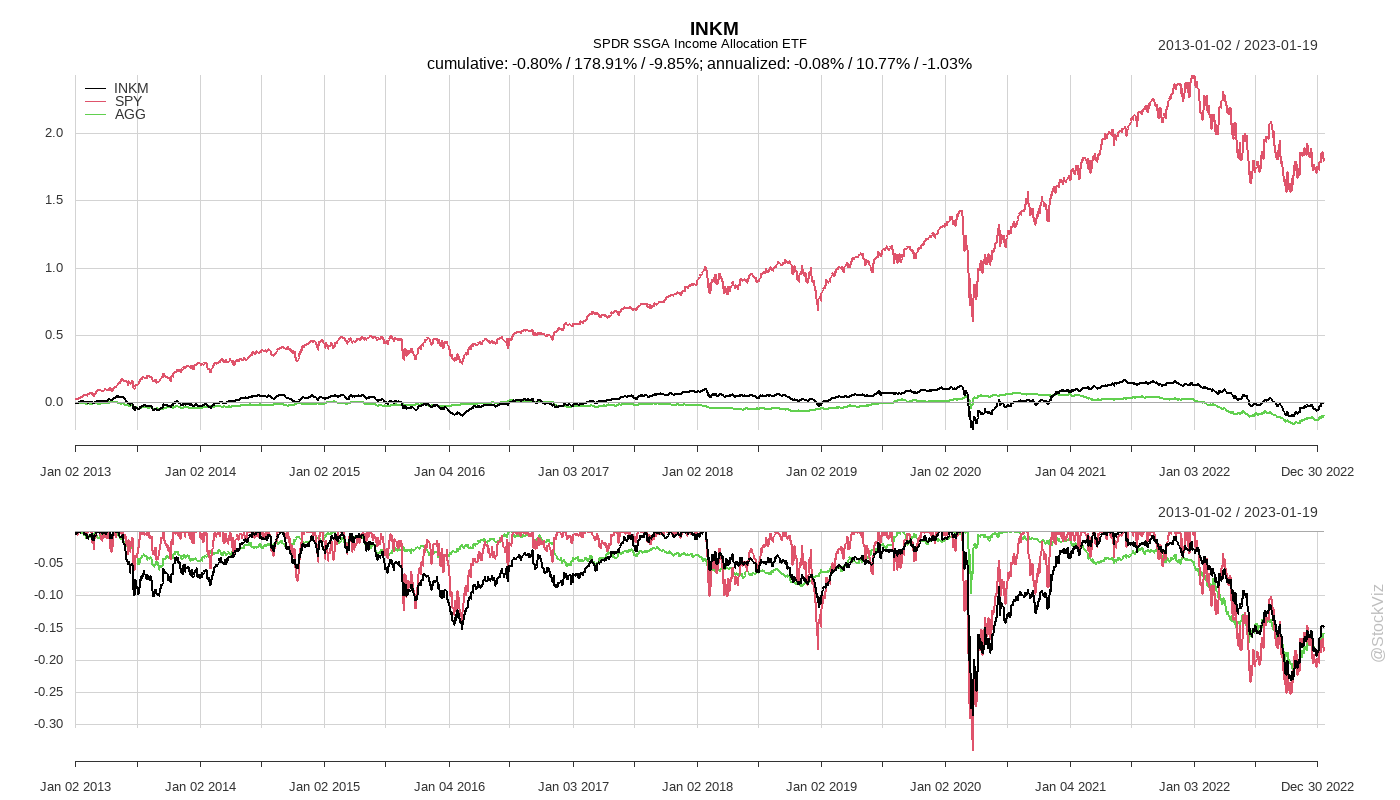 INKM
SPDR SSGA Income Allocation ETF
2013-01-02 / 2023-01-19
cumulative: -0.80% / 178.91% / -9.85%; annualized: -0.08% / 10.77% / -1.03%
INKM
SPY
AGG
2.0
1.5
1.0
0.5
0.0
Jan 02 2013 Jan 02 2014 Jan 02 2015 Jan 04 2016 Jan 03 2017 Jan 02 2018 Jan 02 2019 Jan 02 2020 Jan 04 2021 Jan 03 2022 Dec 30 2022
2013-01-02 / 2023-01-19
-0.05
-0.10
-0.15
-0.20
-0.25
-0.30
Jan 02 2013 Jan 02 2014 Jan 02 2015 Jan 04 2016 Jan 03 2017 Jan 02 2018 Jan 02 2019 Jan 02 2020 Jan 04 2021 Jan 03 2022 Dec 30 2022
@StockViz